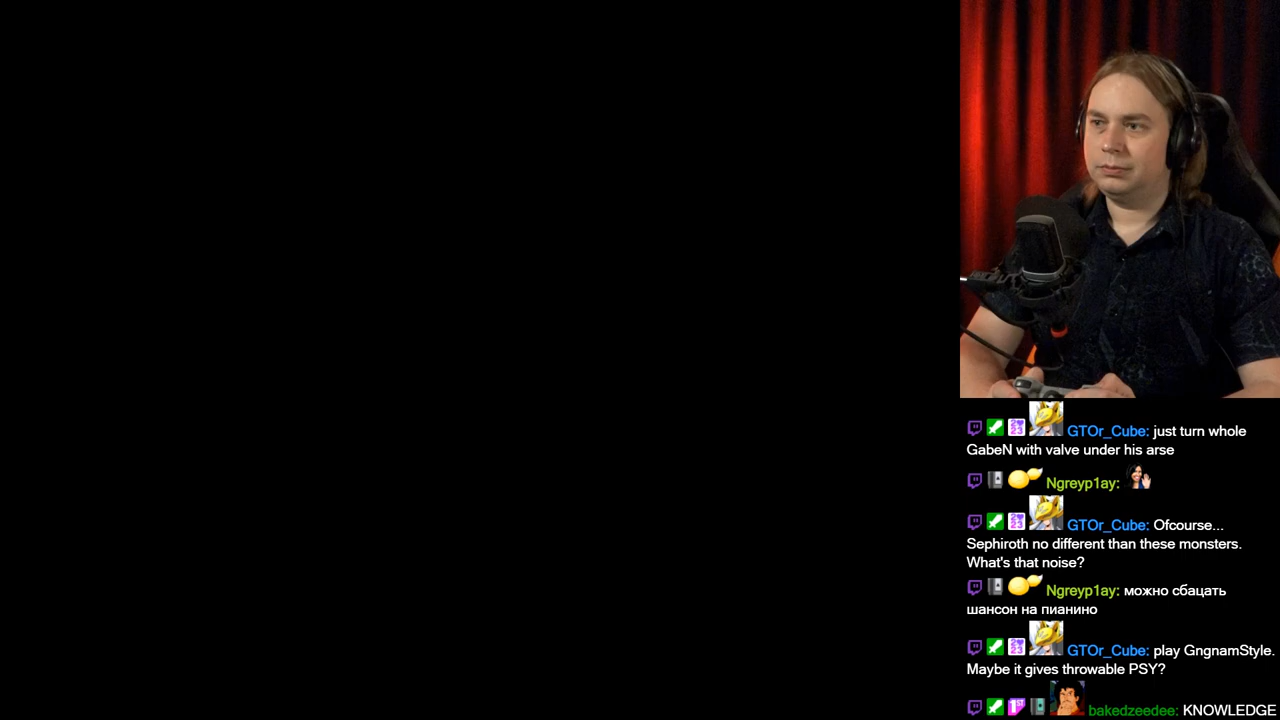 GTOr_Cube: just turn whole
GabeN with valve under his arse
Ngreyp1ay:
GTOr_Cube: Ofcourse...
Sephiroth no different than these monsters.
What's that noise?
Ngreyp1ay: можно сбацать
шансон на пианино
GTOr_Cube: play GngnamStyle.
Maybe it gives throwable PSY?
bakedzeedee: KNOWLEDGE